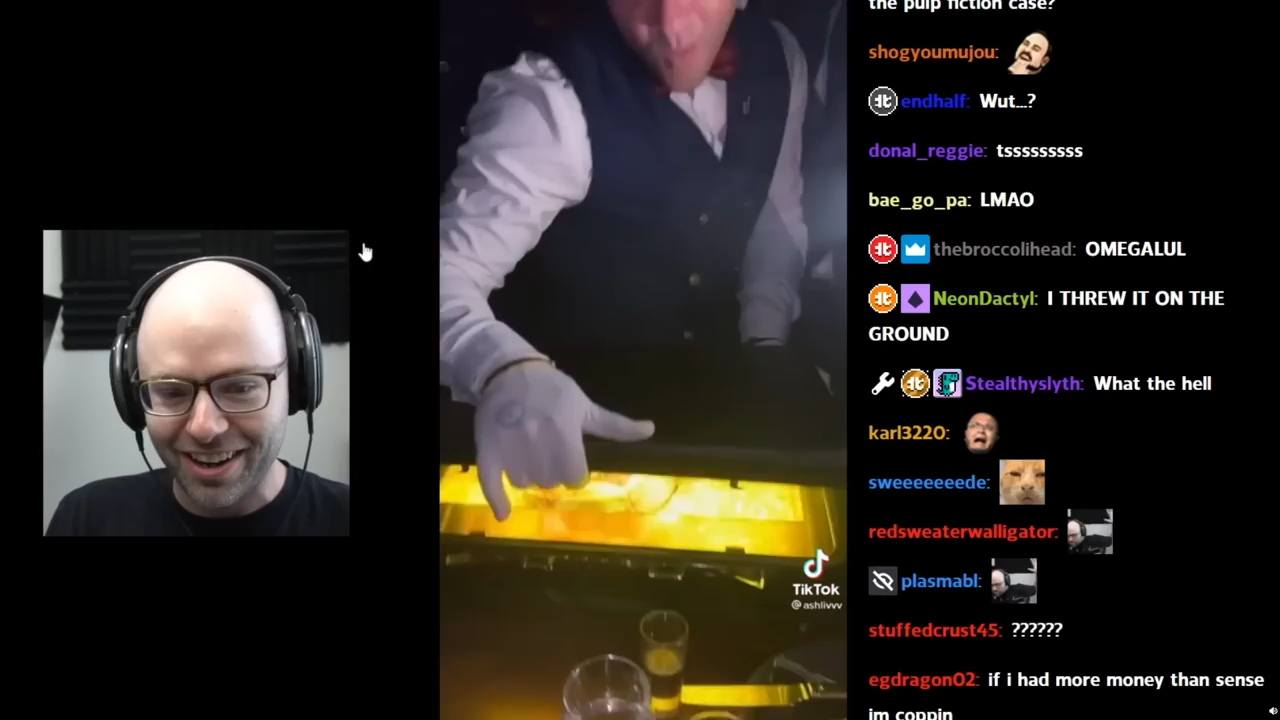 the pulp fiction case?
shogyoumujou:
endhalf: Wut...?
donal_reggie: tsssssssss
bae_go_pa: LMAO
thebroccolihead: OMEGALUL
NeonDactyl: I THREW IT ON THE
GROUND
Stealthyslyth: What the hell
karl3220:
sweeeeeeede:
redsweaterwalligator:
plasmabl:
stuffedcrust45: ??????
egdragon02: if i had more money than sense
im coppin
TikTok
@ashlivvv